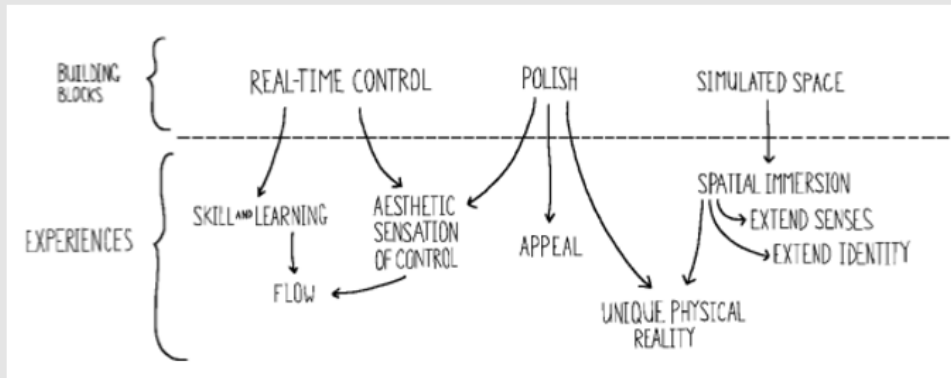 BUILDING
BLOCKS
REAL-TIME CONTROL
POLISH
SIMULATED SPACE
EXPERIENCES
SKILL AND LEARNING
AESTHETIC
SENSATION
OF CONTROL
FLOW
APPEAL
SPATIAL IMMERSION
EXTEND SENSES
EXTEND IDENTITY
UNIQUE PHYSICAL
REALITY